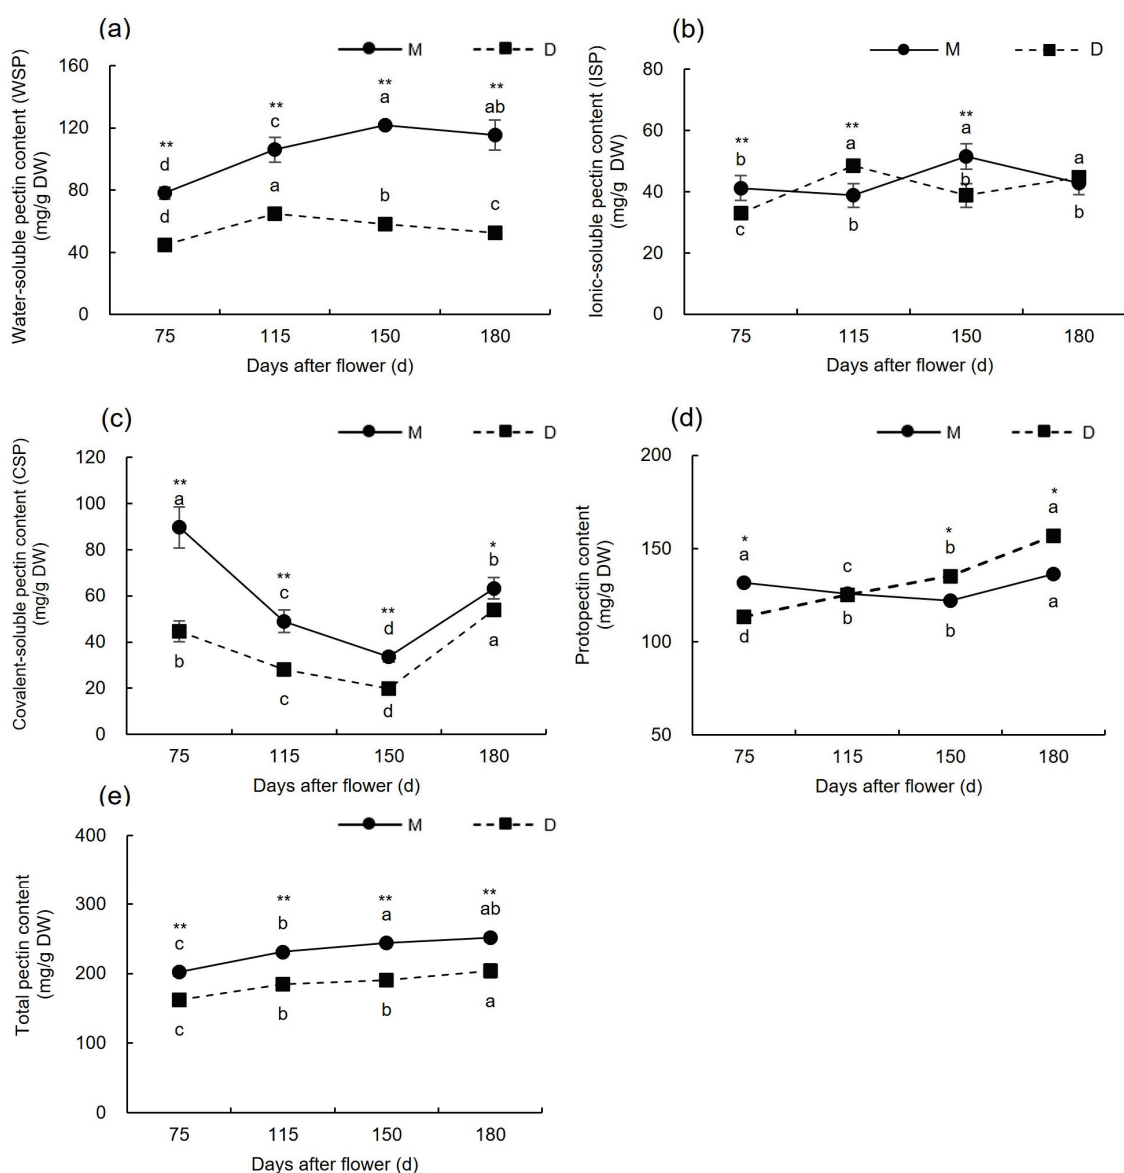 (a)
M D
Water-soluble pectin content (WSP)
(mg/g DW)
160
120
80
40
0
** ** ** **
d c a ab
d a b c
75 115 150 180
Days after flower (d)
(b)
M D
Ionic-soluble pectin content (ISP)
(mg/g DW)
80
60
40
20
0
** ** **
b a a a
c b b b
75 115 150 180
Days after flower (d)
(c)
M D
Covalent-soluble pectin content (CSP)
(mg/g DW)
120
100
80
60
40
20
0
** ** ** *
a c d b
b c d a
75 115 150 180
Days after flower (d)
(d)
M D
Protopectin content
(mg/g DW)
200
150
100
50
* * *
a c b a
d b b a
75 115 150 180
Days after flower (d)
(e)
M D
Total pectin content
(mg/g DW)
400
300
200
100
0
** ** ** **
c b a ab
c b b a
75 115 150 180
Days after flower (d)